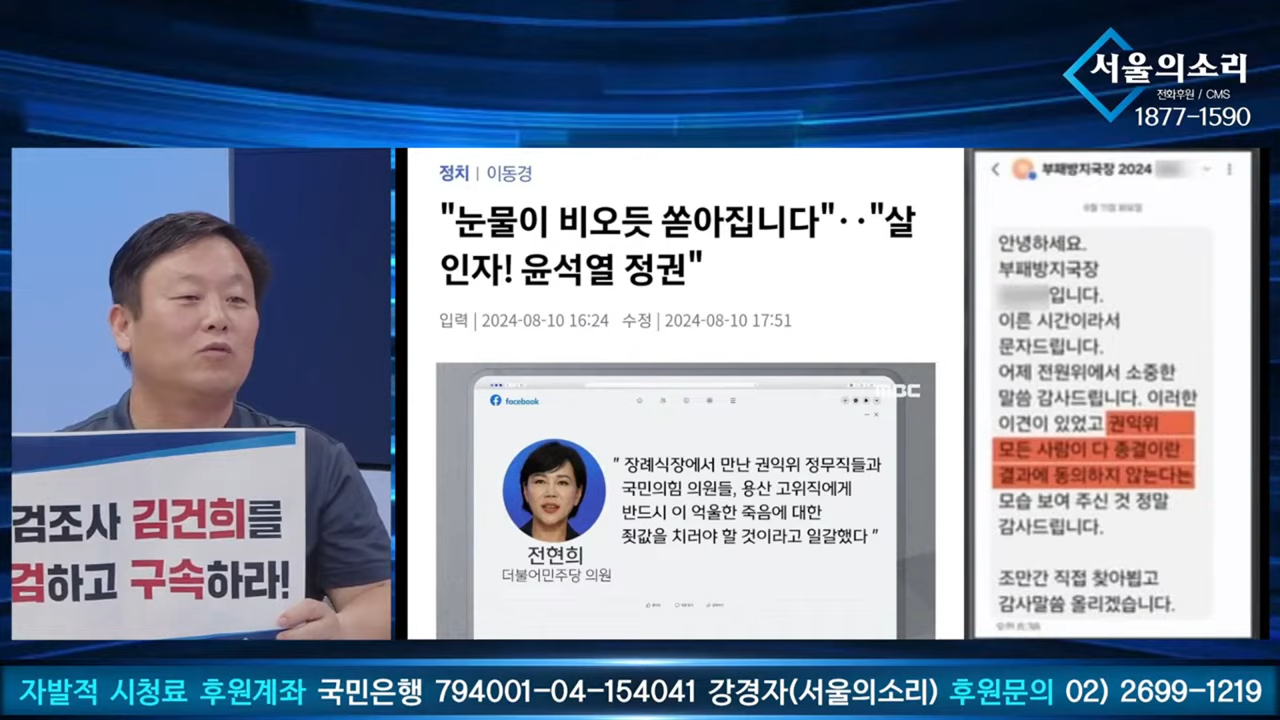 서울의소리
전화후원 / CMS
1877-1590
검조사 김건희를
검하고 구속하라!
정치 | 이동경
"눈물이 비오듯 쏟아집니다"··"살
인자! 윤석열 정권"
입력 | 2024-08-10 16:24 수정 | 2024-08-10 17:51
MBC
facebook
" 장례식장에서 만난 권익위 정무직들과
국민의힘 의원들, 용산 고위직에게
반드시 이 억울한 죽음에 대한
죗값을 치러야 할 것이라고 일갈했다 "
전현희
더불어민주당 의원
부패방지국장 2024
안녕하세요.
부패방지국장
입니다.
이른 시간이라서
문자드립니다.
어제 전원위에서 소중한
말씀 감사드립니다. 이러한
이견이 있었고 권익위
모든 사람이 다 종결이란
결과에 동의하지 않는다는
모습 보여 주신 것 정말
감사드립니다.
조만간 직접 찾아뵙고
감사말씀 올리겠습니다.
자발적 시청료 후원계좌 국민은행 794001-04-154041 강경자(서울의소리) 후원문의 02) 2699-1219